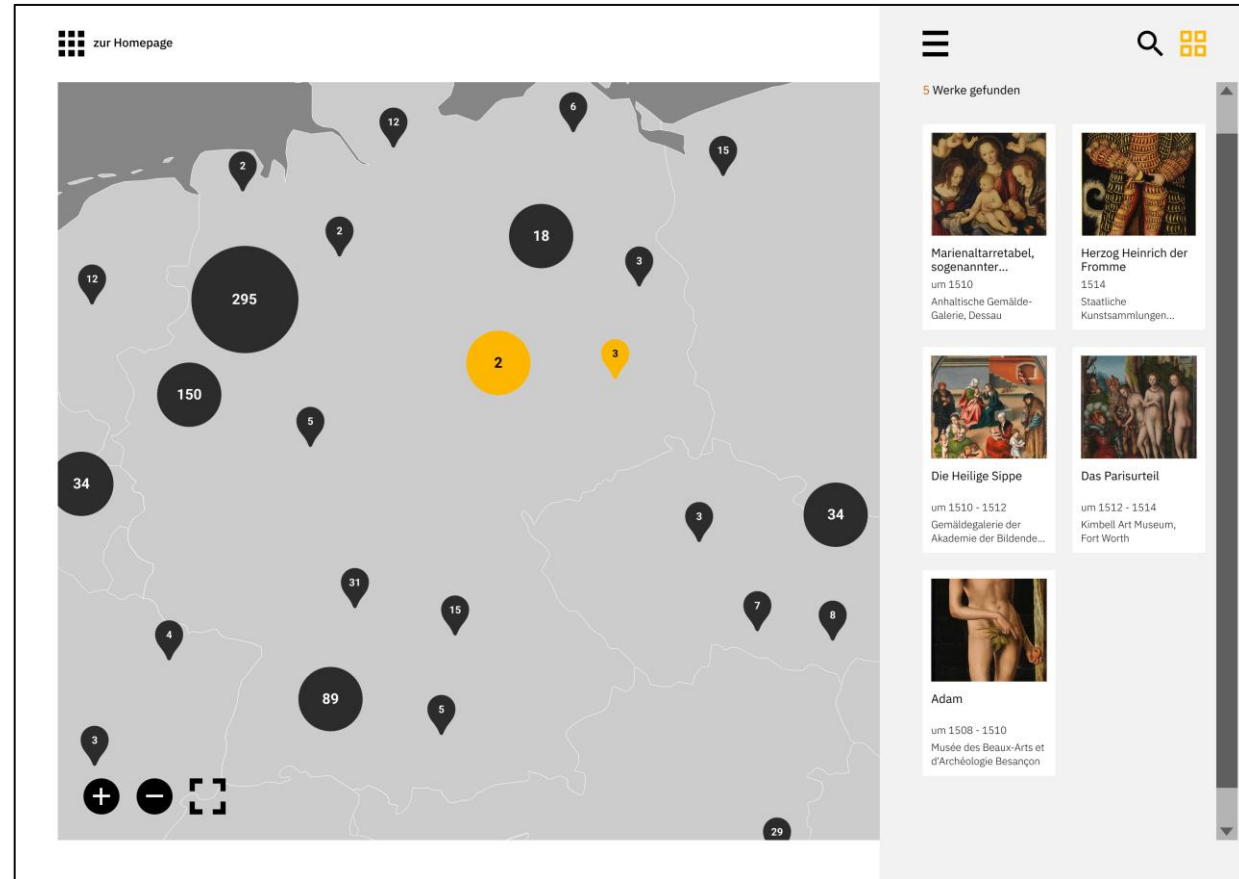 zur Homepage
6
12
15
2
2
18
3
12
295
2
3
150
5
34
3
34
31
15
7
8
4
89
5
3
29
5 Werke gefunden
Marienaltarretabel,
sogenannter...
um 1510
Anhaltische Gemälde-
Galerie, Dessau
Herzog Heinrich der
Fromme
1514
Staatliche
Kunstsammlungen...
Die Heilige Sippe
um 1510 - 1512
Gemäldegalerie der
Akademie der Bildende...
Das Parisurteil
um 1512 - 1514
Kimbell Art Museum,
Fort Worth
Adam
um 1508 - 1510
Musée des Beaux-Arts et
d'Archéologie Besançon